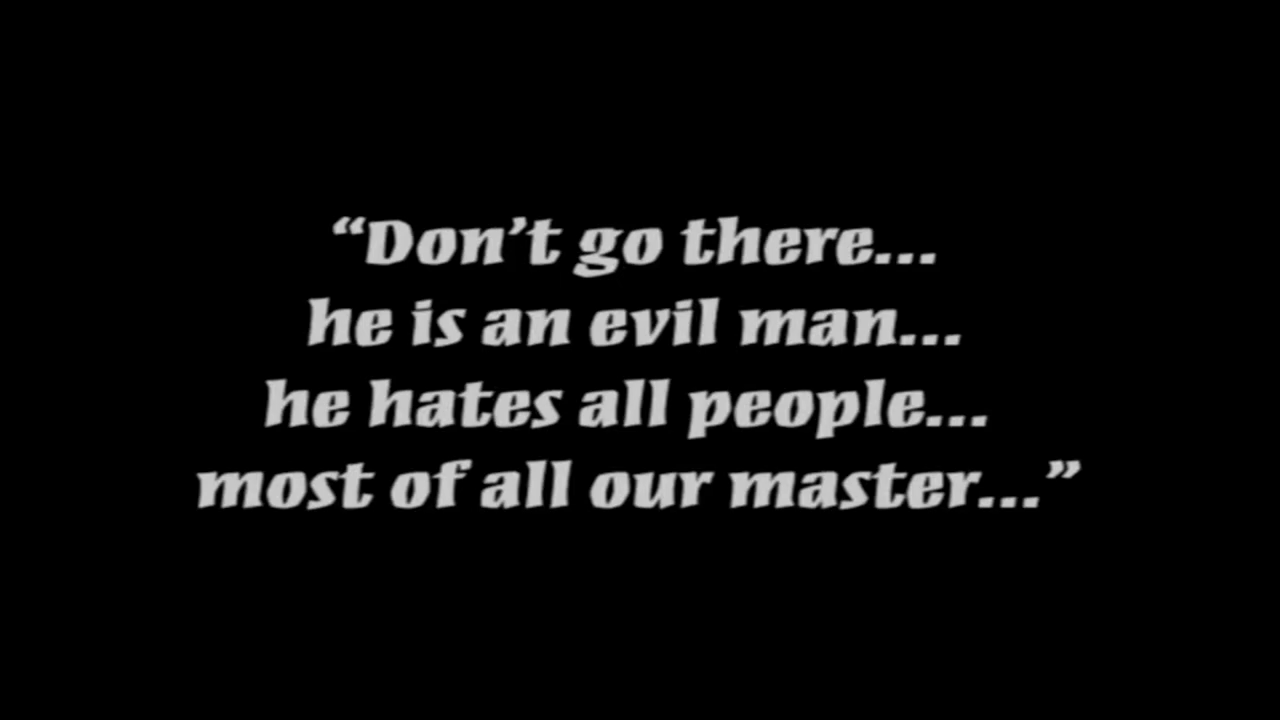 “Don’t go there...
he is an evil man...
he hates all people...
most of all our master...”